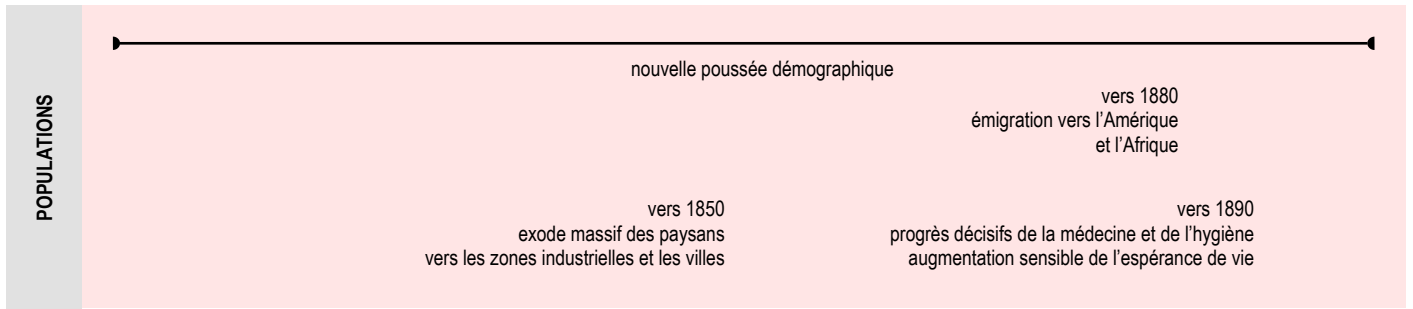 POPULATIONS
nouvelle poussée démographique
vers 1880
émigration vers l’Amérique
et l’Afrique
vers 1850
exode massif des paysans
vers les zones industrielles et les villes
vers 1890
progrès décisifs de la médecine et de l’hygiène
augmentation sensible de l’espérance de vie